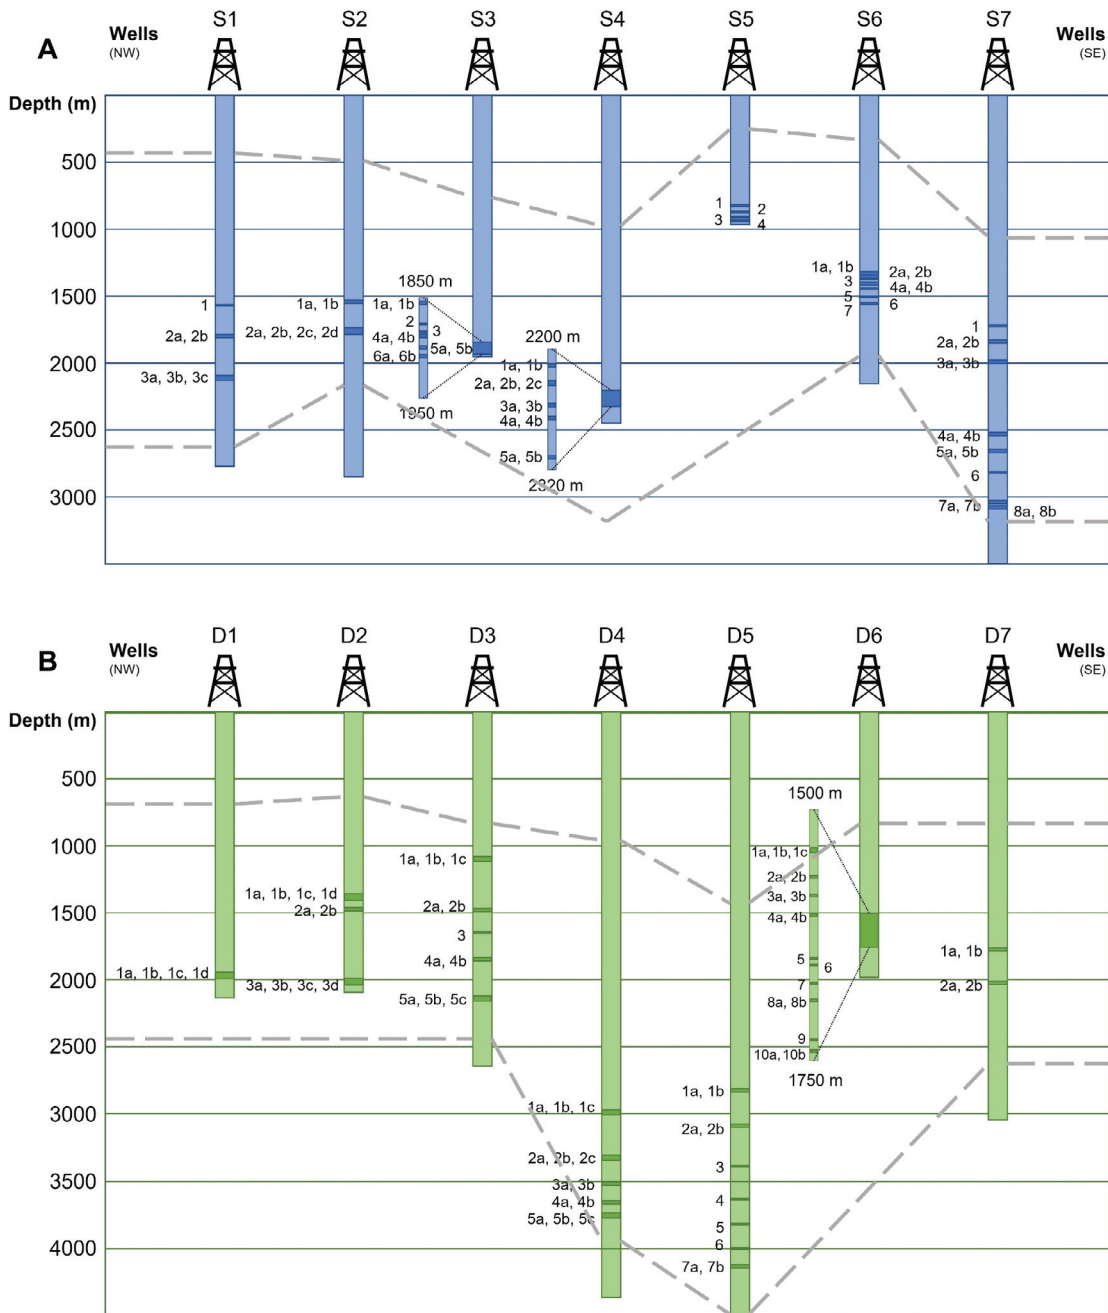 S1 S2 S3 S4 S5 S6 S7
A
Wells
(NW)
Wells
(SE)
Depth (m)
500
1000
1500
2000
2500
3000
1
2a, 2b
3a, 3b, 3c
1a, 1b
2a, 2b, 2c, 2d
1850 m
1a, 1b
2
3
4a, 4b
5a, 5b
6a, 6b
1950 m
2200 m
1a, 1b
2a, 2b, 2c
3a, 3b
4a, 4b
5a, 5b
2320 m
1
2
3
4
1a, 1b
2a, 2b
3
4a, 4b
5
6
7
1
2a, 2b
3a, 3b
4a, 4b
5a, 5b
6
7a, 7b
8a, 8b
D1 D2 D3 D4 D5 D6 D7
B
Wells
(NW)
Wells
(SE)
Depth (m)
500
1000
1500
2000
2500
3000
3500
4000
1a, 1b, 1c, 1d
1a, 1b, 1c, 1d
2a, 2b
3a, 3b, 3c, 3d
1a, 1b, 1c
2a, 2b
3
4a, 4b
5a, 5b, 5c
1a, 1b, 1c
2a, 2b, 2c
3a, 3b
4a, 4b
5a, 5b, 5c
1a, 1b
2a, 2b
3
4
5
6
7a, 7b
1500 m
1a, 1b, 1c
2a, 2b
3a, 3b
4a, 4b
5
6
7
8a, 8b
9
10a, 10b
1750 m
1a, 1b
2a, 2b